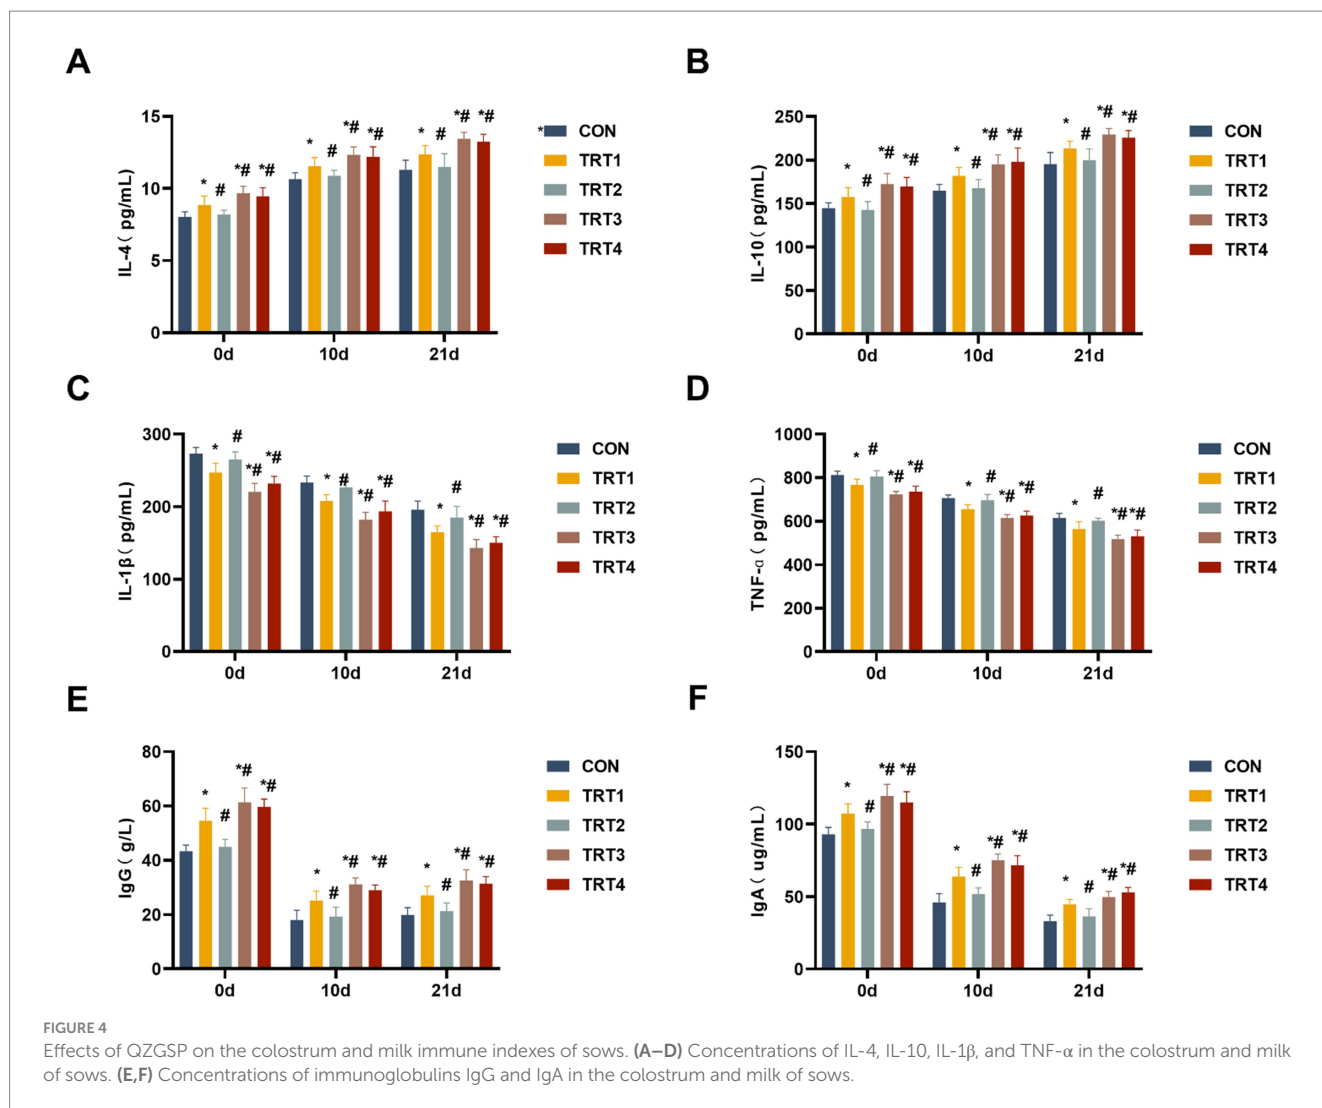 A
IL-4 ( pg/mL)
15
10
5
0
* * # *# *#
* # *# *#
* # *# *#
0d 10d 21d
* CON
TRT1
TRT2
TRT3
TRT4
B
IL-10 ( pg/mL)
250
200
150
100
50
0
* # *# *#
* # *# *#
* # *# *#
0d 10d 21d
CON
TRT1
TRT2
TRT3
TRT4
C
IL-1β ( pg/mL)
300
200
100
0
* # *# *#
* # *# *#
* # *# *#
0d 10d 21d
CON
TRT1
TRT2
TRT3
TRT4
D
TNF-α ( pg/mL)
1000
800
600
400
200
0
* # *# *#
* # *# *#
* # *# *#
0d 10d 21d
CON
TRT1
TRT2
TRT3
TRT4
E
IgG ( g/L)
80
60
40
20
0
* # *# *#
* # *# *#
* # *# *#
0d 10d 21d
CON
TRT1
TRT2
TRT3
TRT4
F
IgA ( ug/mL)
150
100
50
0
* # *# *#
* # *# *#
* # *# *#
0d 10d 21d
CON
TRT1
TRT2
TRT3
TRT4
FIGURE 4
Effects of QZGSP on the colostrum and milk immune indexes of sows. (A–D) Concentrations of IL-4, IL-10, IL-1β, and TNF-α in the colostrum and milk
of sows. (E,F) Concentrations of immunoglobulins IgG and IgA in the colostrum and milk of sows.